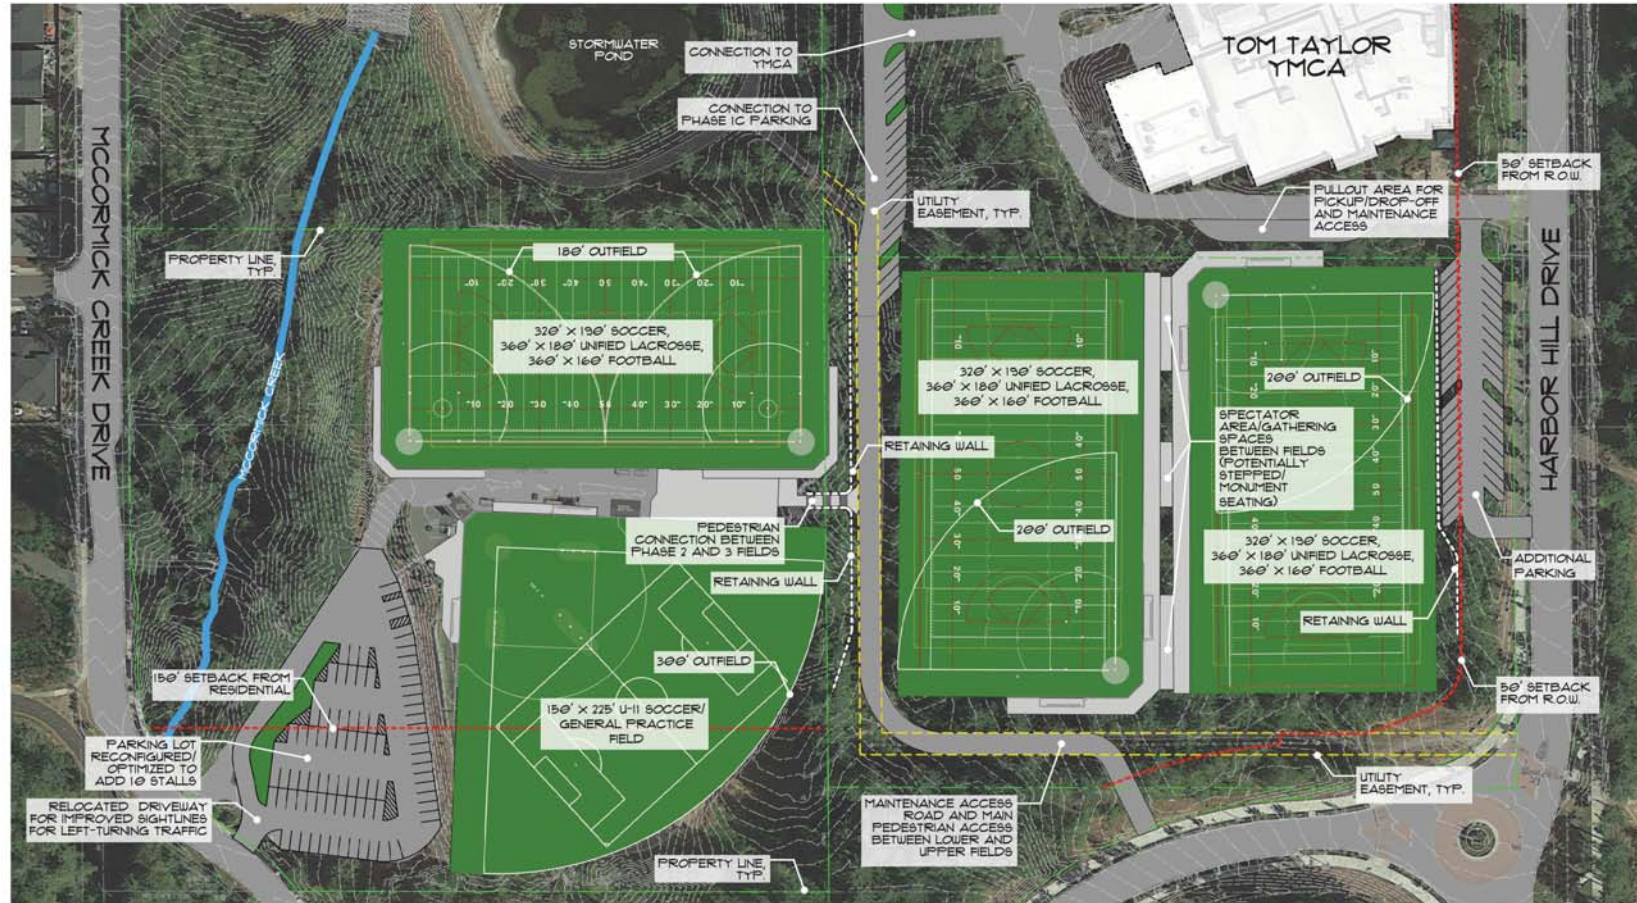 STORMWATER
POND
CONNECTION TO
YMCA
TOM TAYLOR
YMCA
CONNECTION TO
PHASE 1C PARKING
MCCORMICK CREEK DRIVE
50' SETBACK
FROM R.O.W.
PULLOUT AREA FOR
PICKUP/DROP-OFF
AND MAINTENANCE
ACCESS
UTILITY
EASEMENT, TYP.
HARBOR HILL DRIVE
PROPERTY LINE,
TYP.
180' OUTFIELD
320' X 190' SOCCER,
360' X 180' UNIFIED LACROSSE,
360' X 160' FOOTBALL
MCCORMICK CREEK
320' X 190' SOCCER,
360' X 180' UNIFIED LACROSSE,
360' X 160' FOOTBALL
200' OUTFIELD
SPECTATOR
AREA/GATHERING
SPACES
BETWEEN FIELDS
(POTENTIALLY
STEPPED/
MONUMENT
SEATING)
RETAINING WALL
200' OUTFIELD
PEDESTRIAN
CONNECTION BETWEEN
PHASE 2 AND 3 FIELDS
320' X 190' SOCCER,
360' X 180' UNIFIED LACROSSE,
360' X 160' FOOTBALL
ADDITIONAL
PARKING
RETAINING WALL
RETAINING WALL
300' OUTFIELD
150' SETBACK FROM
RESIDENTIAL
50' SETBACK
FROM R.O.W.
150' X 225' U-11 SOCCER/
GENERAL PRACTICE
FIELD
PARKING LOT
RECONFIGURED/
OPTIMIZED TO
ADD 10 STALLS
UTILITY
EASEMENT, TYP.
RELOCATED DRIVEWAY
FOR IMPROVED SIGHTLINES
FOR LEFT-TURNING TRAFFIC
MAINTENANCE ACCESS
ROAD AND MAIN
PEDESTRIAN ACCESS
BETWEEN LOWER AND
UPPER FIELDS
PROPERTY LINE,
TYP.